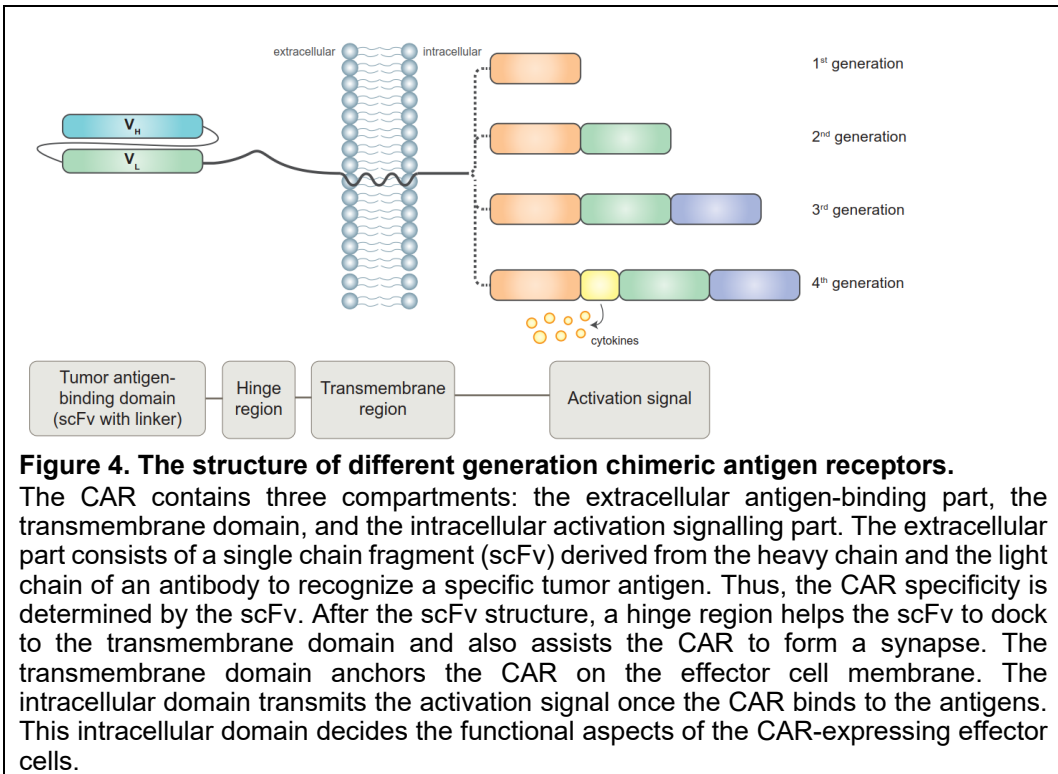 extracellular
intracellular
1st generation
VH
2nd generation
VL
3rd generation
4th generation
cytokines
Tumor antigen-
binding domain
(scFv with linker)
Hinge
region
Transmembrane
region
Activation signal
Figure 4. The structure of different generation chimeric antigen receptors.
The CAR contains three compartments: the extracellular antigen-binding part, the
transmembrane domain, and the intracellular activation signalling part. The extracellular
part consists of a single chain fragment (scFv) derived from the heavy chain and the light
chain of an antibody to recognize a specific tumor antigen. Thus, the CAR specificity is
determined by the scFv. After the scFv structure, a hinge region helps the scFv to dock
to the transmembrane domain and also assists the CAR to form a synapse. The
transmembrane domain anchors the CAR on the effector cell membrane. The
intracellular domain transmits the activation signal once the CAR binds to the antigens.
This intracellular domain decides the functional aspects of the CAR-expressing effector
cells.